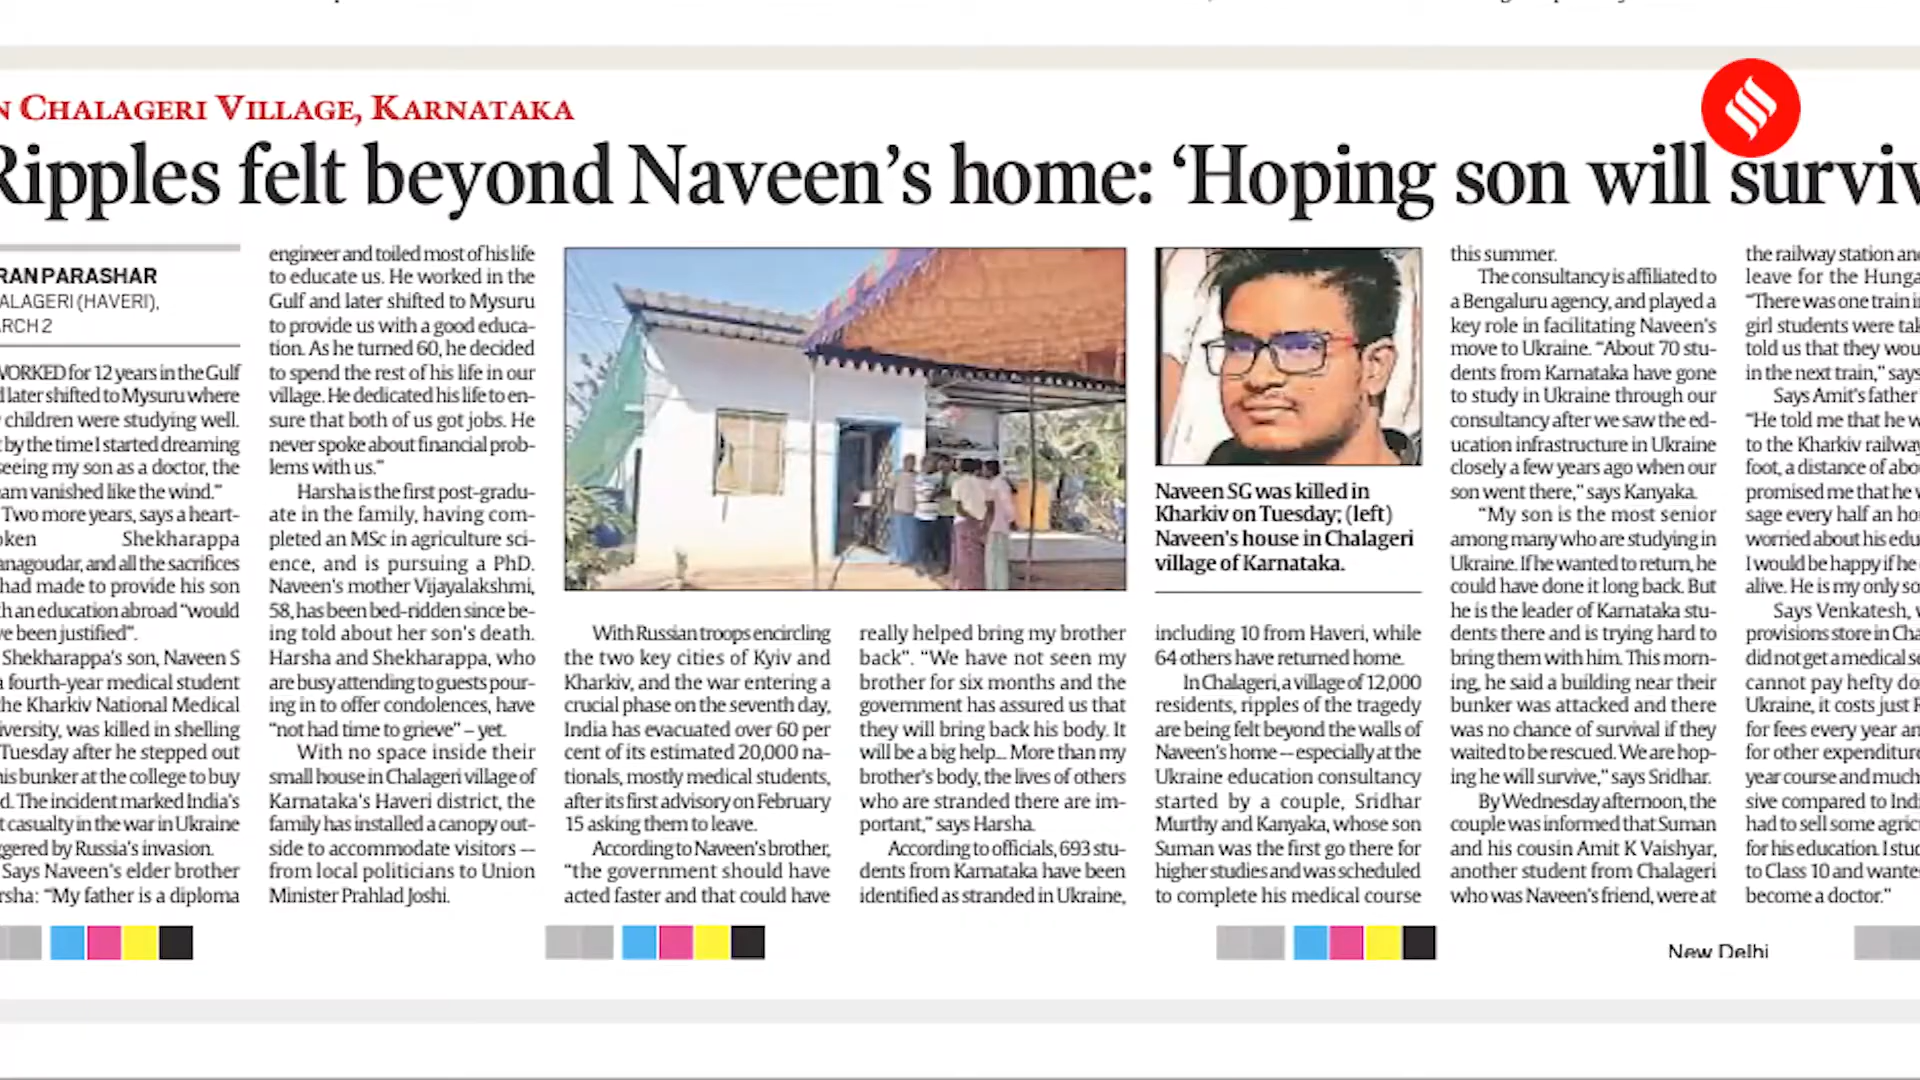 CHALAGERI VILLAGE, KARNATAKA
Ripples felt beyond Naveen's home: ‘Hoping son will surviv
RAN PARASHAR
ALAGERI (HAVERI),
RCH 2
WORKED for 12 years in the Gulf
later shifted to Mysuru where
children were studying well.
by the time I started dreaming
seeing my son as a doctor, the
am vanished like the wind.”
Two more years, says a heart-
oken Shekharappa
anagoudar, and all the sacrifices
had made to provide his son
h an education abroad “would
ve been justified”.
Shekharappa's son, Naveen S
a fourth-year medical student
the Kharkiv National Medical
iversity, was killed in shelling
Tuesday after he stepped out
his bunker at the college to buy
d. The incident marked India's
t casualty in the war in Ukraine
ggered by Russia's invasion.
Says Naveen's elder brother
rsha: “My father is a diploma
engineer and toiled most of his life
to educate us. He worked in the
Gulf and later shifted to Mysuru
to provide us with a good educa-
tion. As he turned 60, he decided
to spend the rest of his life in our
village. He dedicated his life to en-
sure that both of us got jobs. He
never spoke about financial prob-
lems with us.”
Harsha is the first post-gradu-
ate in the family, having com-
pleted an MSc in agriculture sci-
ence, and is pursuing a PhD.
Naveen's mother Vijayalakshmi,
58, has been bed-ridden since be-
ing told about her son's death.
Harsha and Shekharappa, who
are busy attending to guests pour-
ing in to offer condolences, have
“not had time to grieve” – yet.
With no space inside their
small house in Chalageri village of
Karnataka's Haveri district, the
family has installed a canopy out-
side to accommodate visitors —
from local politicians to Union
Minister Prahlad Joshi.
With Russian troops encircling
the two key cities of Kyiv and
Kharkiv, and the war entering a
crucial phase on the seventh day,
India has evacuated over 60 per
cent of its estimated 20,000 na-
tionals, mostly medical students,
after its first advisory on February
15 asking them to leave.
According to Naveen's brother,
“the government should have
acted faster and that could have
really helped bring my brother
back”. “We have not seen my
brother for six months and the
government has assured us that
they will bring back his body. It
will be a big help... More than my
brother's body, the lives of others
who are stranded there are im-
portant,” says Harsha.
According to officials, 693 stu-
dents from Karnataka have been
identified as stranded in Ukraine,
Naveen SG was killed in
Kharkiv on Tuesday; (left)
Naveen's house in Chalageri
village of Karnataka.
including 10 from Haveri, while
64 others have returned home.
In Chalageri, a village of 12,000
residents, ripples of the tragedy
are being felt beyond the walls of
Naveen's home — especially at the
Ukraine education consultancy
started by a couple, Sridhar
Murthy and Kanyaka, whose son
Suman was the first go there for
higher studies and was scheduled
to complete his medical course
this summer.
The consultancy is affiliated to
a Bengaluru agency, and played a
key role in facilitating Naveen's
move to Ukraine. “About 70 stu-
dents from Karnataka have gone
to study in Ukraine through our
consultancy after we saw the ed-
ucation infrastructure in Ukraine
closely a few years ago when our
son went there,” says Kanyaka.
“My son is the most senior
among many who are studying in
Ukraine. If he wanted to return, he
could have done it long back. But
he is the leader of Karnataka stu-
dents there and is trying hard to
bring them with him. This morn-
ing, he said a building near their
bunker was attacked and there
was no chance of survival if they
waited to be rescued. We are hop-
ing he will survive,” says Sridhar.
By Wednesday afternoon, the
couple was informed that Suman
and his cousin Amit K Vaishyar,
another student from Chalageri
who was Naveen's friend, were at
the railway station and
leave for the Hunga
“There was one train i
girl students were tak
told us that they wou
in the next train,” says
Says Amit's father
“He told me that he w
to the Kharkiv railway
foot, a distance of abou
promised me that he w
sage every half an ho
worried about his edu
I would be happy if he
alive. He is my only so
Says Venkatesh, w
provisions store in Cha
did not get a medical se
cannot pay hefty do
Ukraine, it costs just R
for fees every year an
for other expenditure
year course and much
sive compared to Indi
had to sell some agric
for his education. I stud
to Class 10 and wante
become a doctor.”
New Delhi